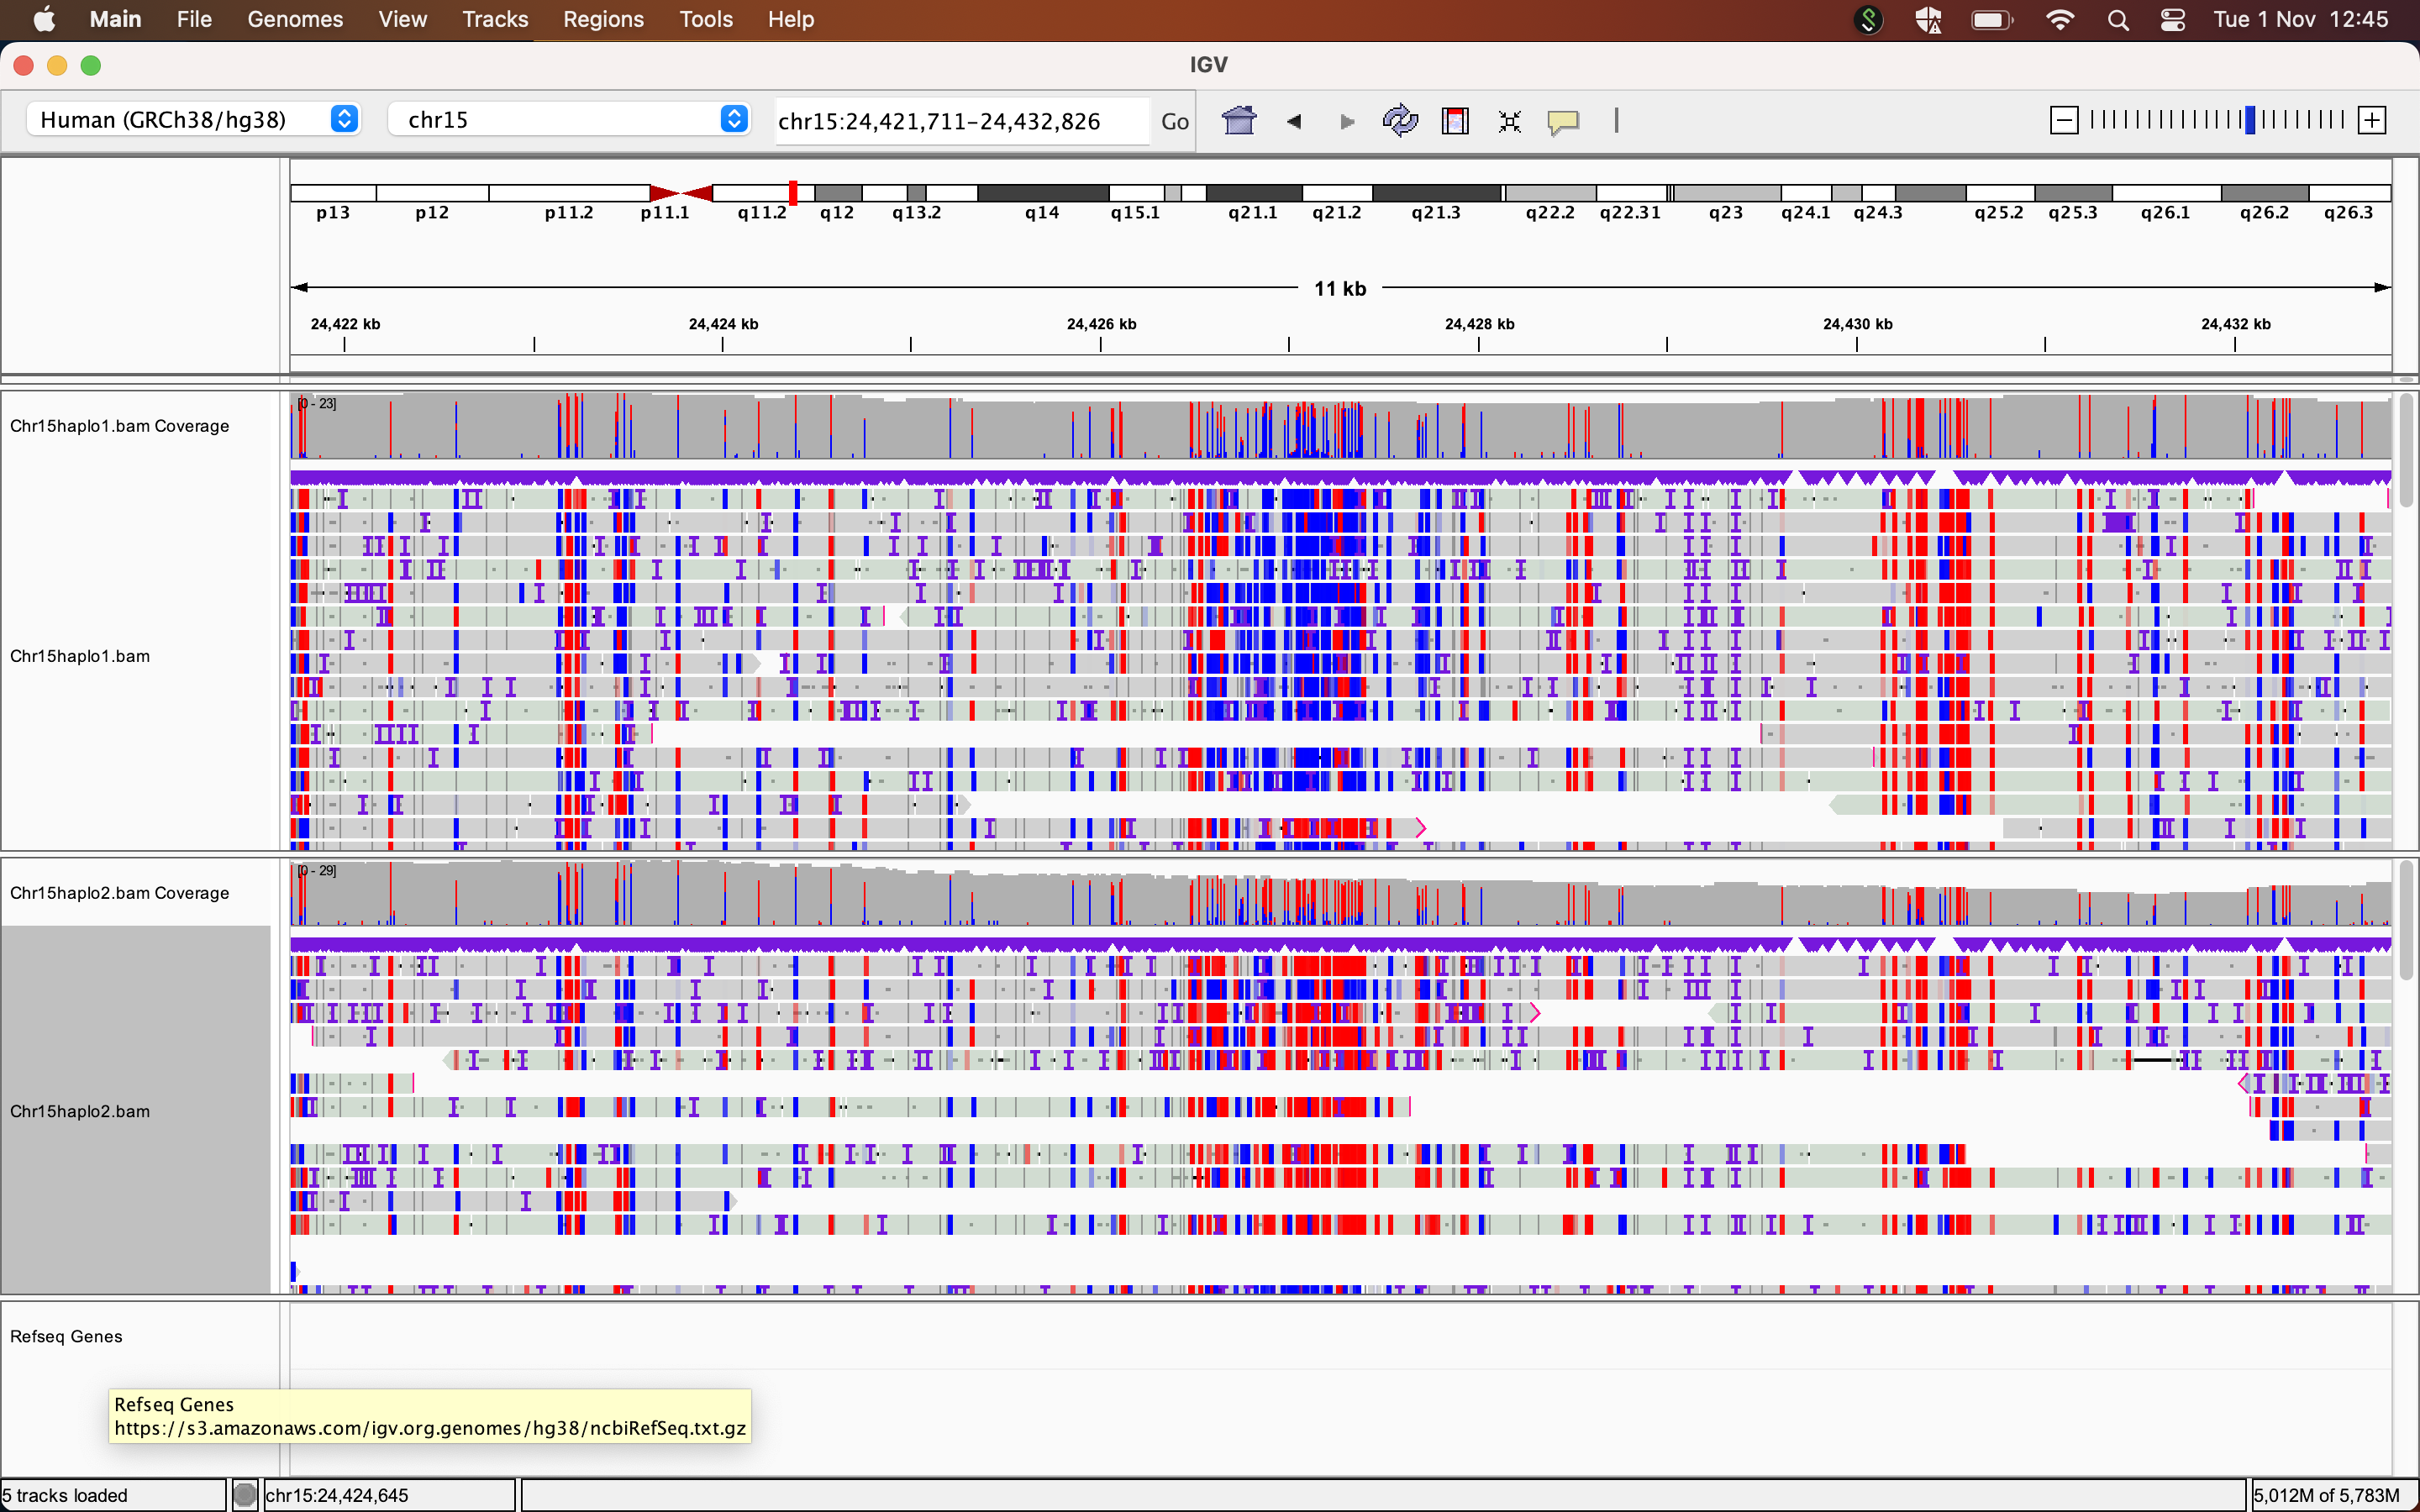 Main File Genomes View Tracks Regions Tools Help Tue 1 Nov 12:45
IGV
Human (GRCh38/hg38) chr15 chr15:24,421,711-24,432,826 Go
p13 p12 p11.2 p11.1 q11.2 q12 q13.2 q14 q15.1 q21.1 q21.2 q21.3 q22.2 q22.31 q23 q24.1 q24.3 q25.2 q25.3 q26.1 q26.2 q26.3
11 kb
24,422 kb 24,424 kb 24,426 kb 24,428 kb 24,430 kb 24,432 kb
[0 - 23]
Chr15haplo1.bam Coverage
Chr15haplo1.bam
[0 - 29]
Chr15haplo2.bam Coverage
Chr15haplo2.bam
Refseq Genes
Refseq Genes
https://s3.amazonaws.com/igv.org.genomes/hg38/ncbiRefSeq.txt.gz
5 tracks loaded chr15:24,424,645 5,012M of 5,783M